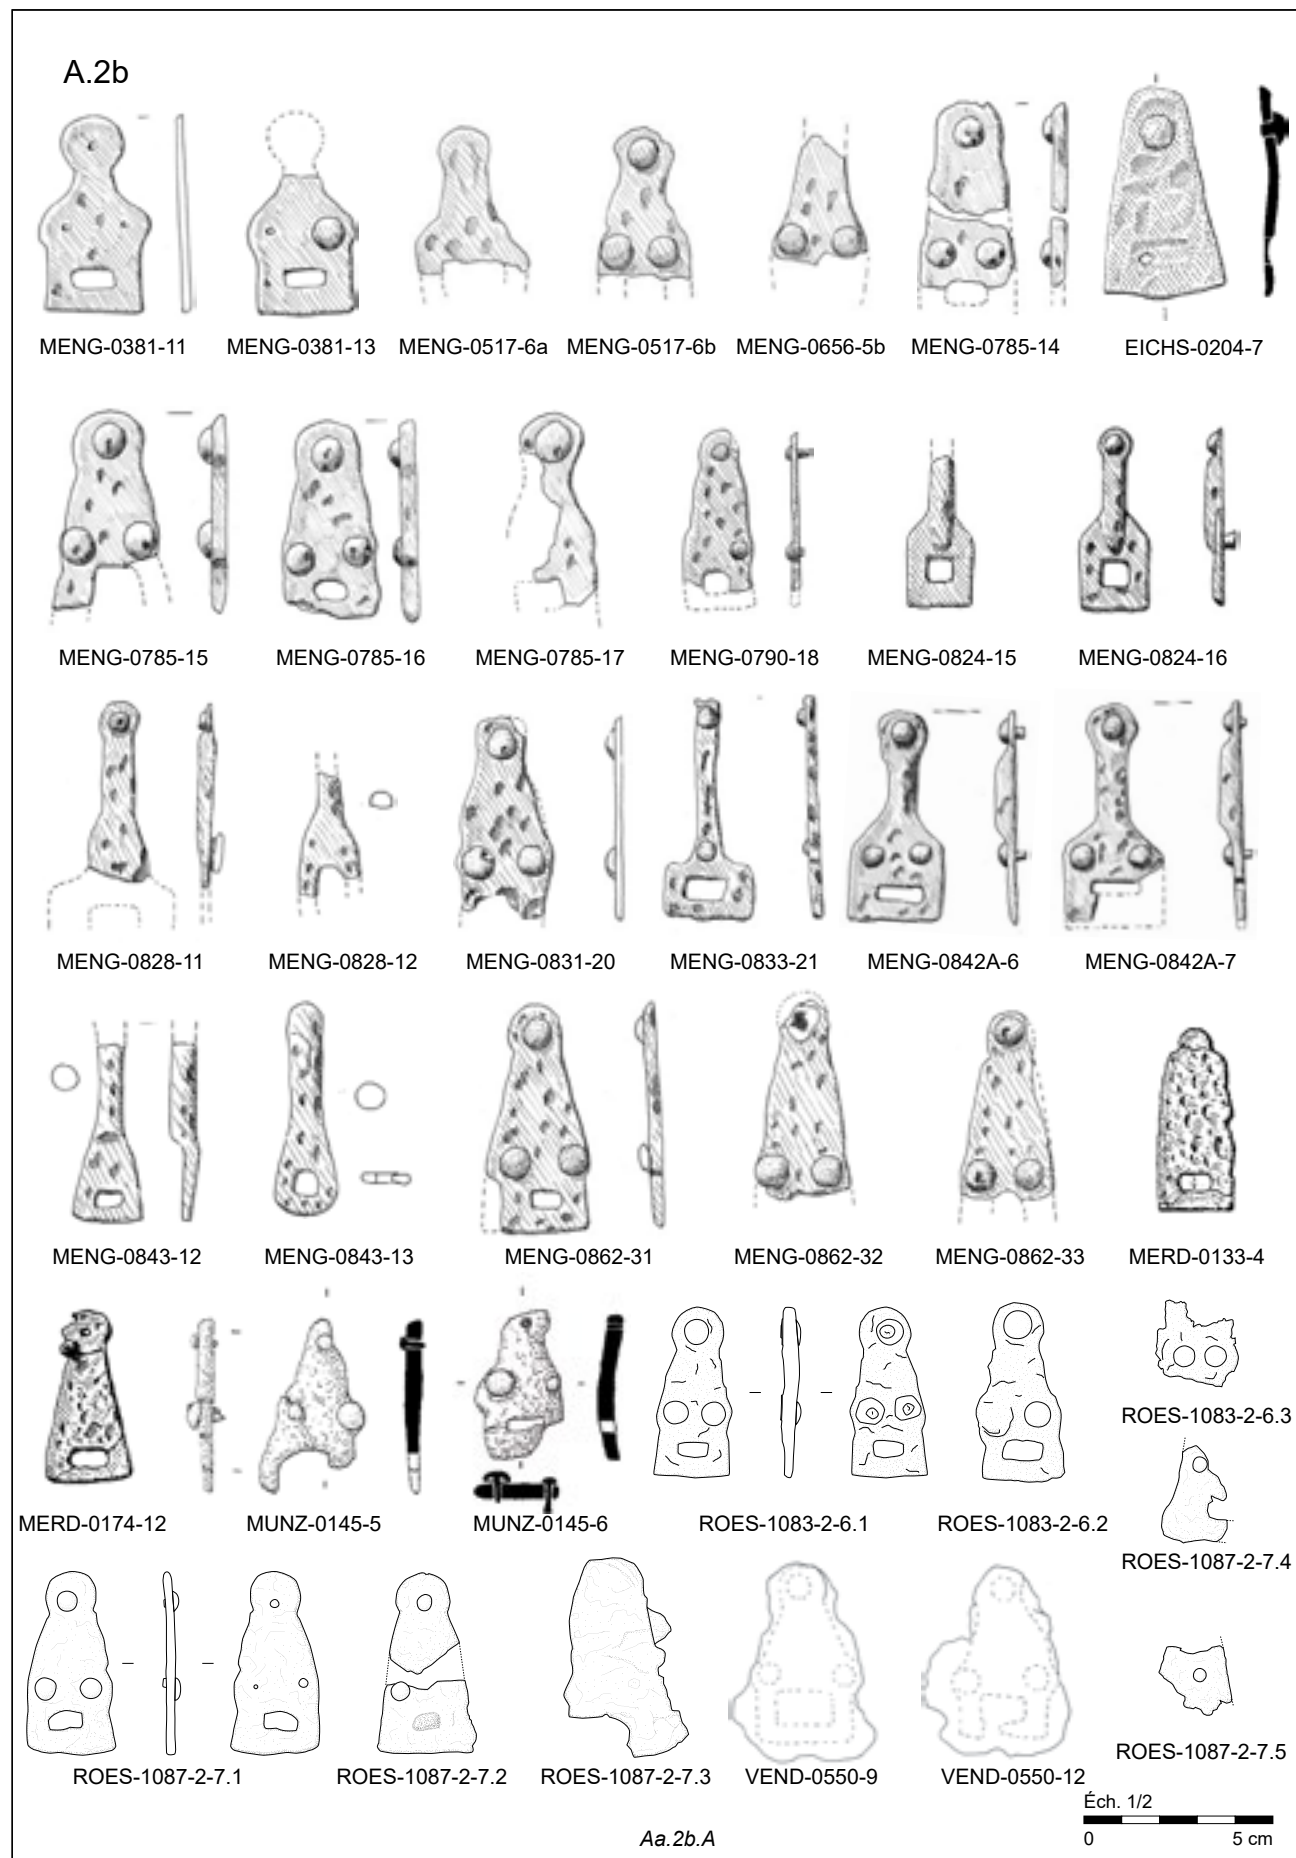 A.2b
MENG-0381-11 MENG-0381-13 MENG-0517-6a MENG-0517-6b MENG-0656-5b MENG-0785-14 EICHS-0204-7
MENG-0785-15 MENG-0785-16 MENG-0785-17 MENG-0790-18 MENG-0824-15 MENG-0824-16
MENG-0828-11 MENG-0828-12 MENG-0831-20 MENG-0833-21 MENG-0842A-6 MENG-0842A-7
MENG-0843-12 MENG-0843-13 MENG-0862-31 MENG-0862-32 MENG-0862-33 MERD-0133-4
ROES-1083-2-6.3
MERD-0174-12 MUNZ-0145-5 MUNZ-0145-6 ROES-1083-2-6.1 ROES-1083-2-6.2
ROES-1087-2-7.4
ROES-1087-2-7.5
ROES-1087-2-7.1 ROES-1087-2-7.2 ROES-1087-2-7.3 VEND-0550-9 VEND-0550-12
Éch. 1/2
0 5 cm
Aa.2b.A